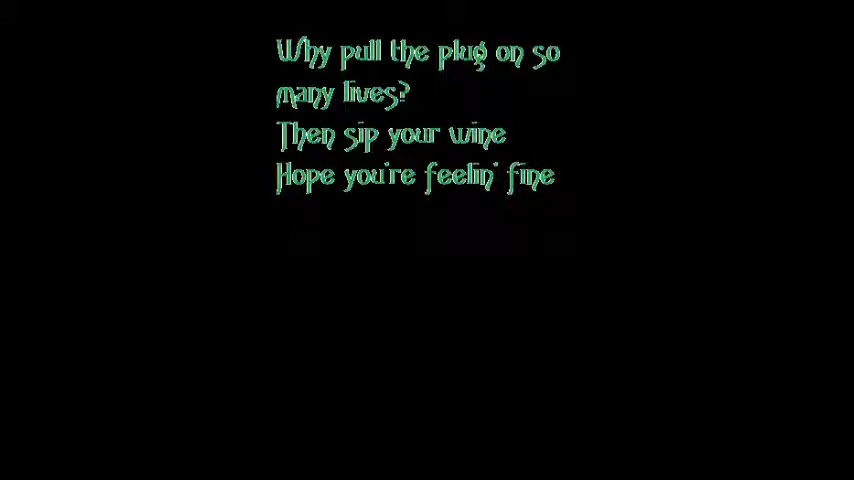 Why pull the plug on so
many lives?
Then sip your wine
Hope you're feelin' fine